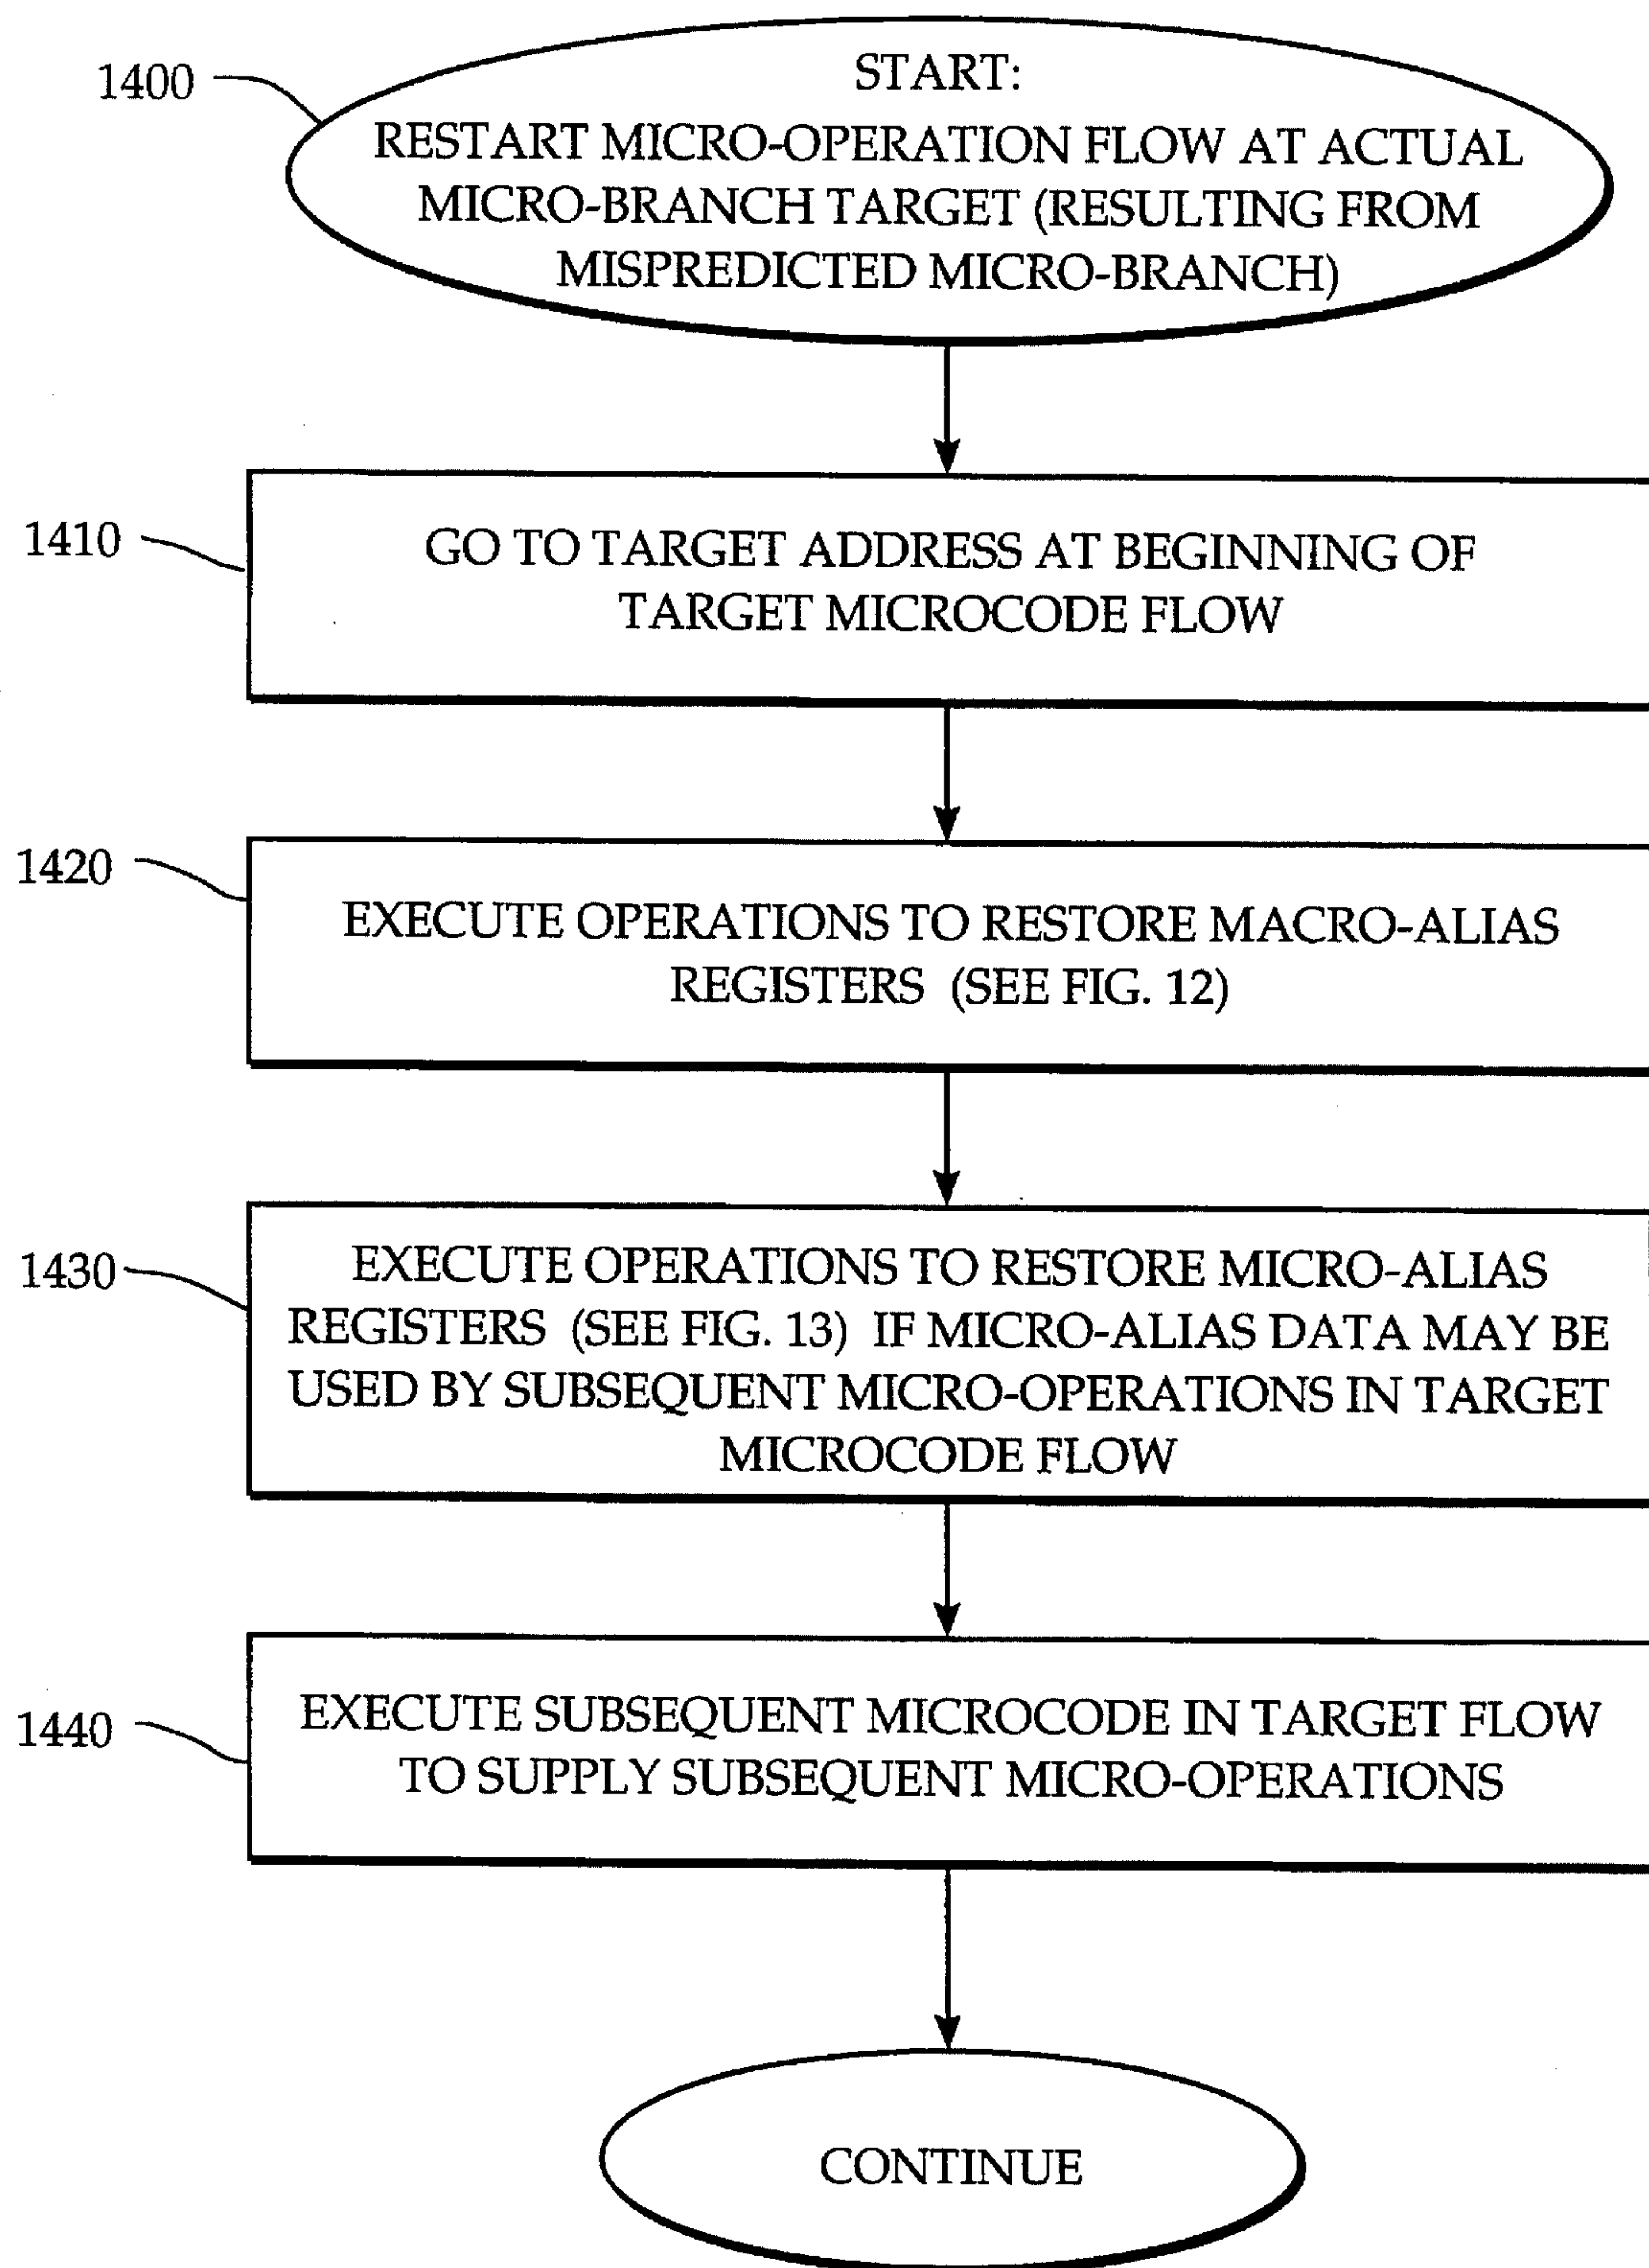 1400
START:
RESTART MICRO-OPERATION FLOW AT ACTUAL
MICRO-BRANCH TARGET (RESULTING FROM
MISPREDICTED MICRO-BRANCH)
1410
GO TO TARGET ADDRESS AT BEGINNING OF
TARGET MICROCODE FLOW
1420
EXECUTE OPERATIONS TO RESTORE MACRO-ALIAS
REGISTERS (SEE FIG. 12)
1430
EXECUTE OPERATIONS TO RESTORE MICRO-ALIAS
REGISTERS (SEE FIG. 13) IF MICRO-ALIAS DATA MAY BE
USED BY SUBSEQUENT MICRO-OPERATIONS IN TARGET
MICROCODE FLOW
1440
EXECUTE SUBSEQUENT MICROCODE IN TARGET FLOW
TO SUPPLY SUBSEQUENT MICRO-OPERATIONS
CONTINUE